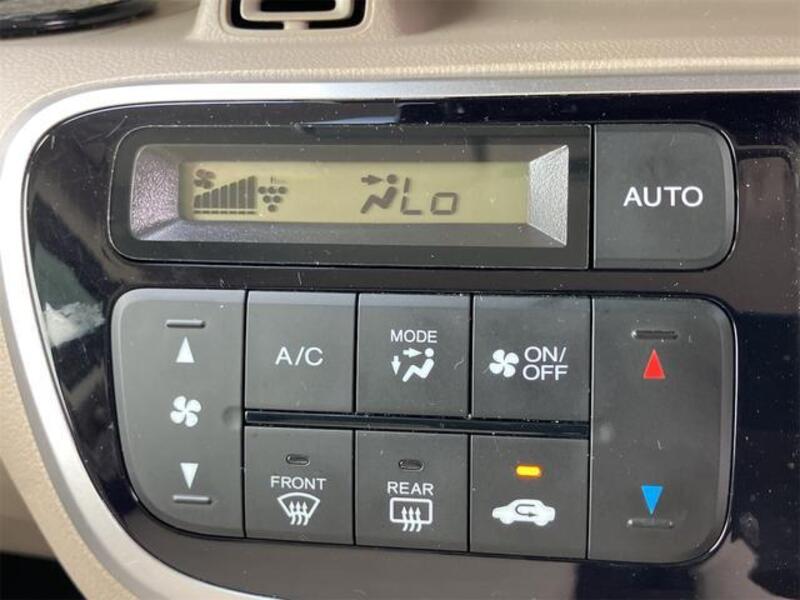 Lo
AUTO
A/C
MODE
ON/
OFF
FRONT
REAR